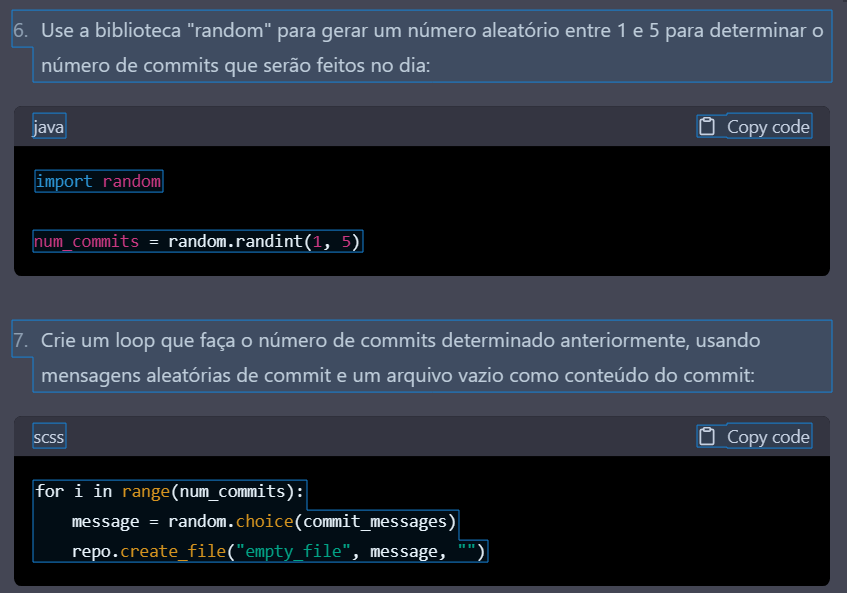 6. Use a biblioteca "random" para gerar um número aleatório entre 1 e 5 para determinar o
número de commits que serão feitos no dia:
java Copy code
import random
num_commits = random.randint(1, 5)
7. Crie um loop que faça o número de commits determinado anteriormente, usando
mensagens aleatórias de commit e um arquivo vazio como conteúdo do commit:
scss Copy code
for i in range(num_commits):
    message = random.choice(commit_messages)
    repo.create_file("empty_file", message, "")